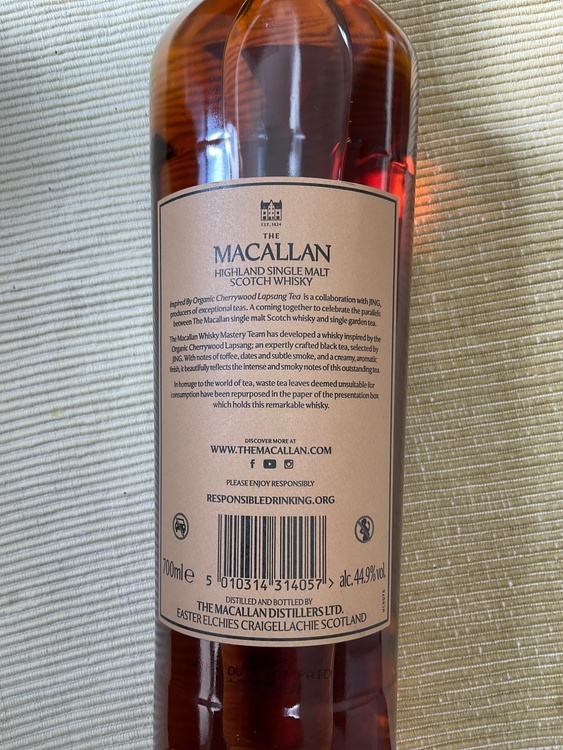 EST. 1824
THE
MACALLAN
HIGHLAND SINGLE MALT
SCOTCH WHISKY
Inspired By Organic Cherrywood Lapsang Tea is a collaboration with JING,
producers of exceptional teas. A coming together to celebrate the parallels
between The Macallan single malt Scotch whisky and single garden tea.
The Macallan Whisky Mastery Team has developed a whisky inspired by the
Organic Cherrywood Lapsang; an expertly crafted black tea, selected by
JING. With notes of toffee, dates and subtle smoke, and a creamy, aromatic
finish, it beautifully reflects the intense and smoky notes of this outstanding tea.
In homage to the world of tea, waste tea leaves deemed unsuitable for
consumption have been repurposed in the paper of the presentation box
which holds this remarkable whisky.
DISCOVER MORE AT
WWW.THEMACALLAN.COM
PLEASE ENJOY RESPONSIBLY
RESPONSIBLEDRINKING.ORG
700ml e
5 010314 314057 >
alc. 44.9% vol.
DISTILLED AND BOTTLED BY
THE MACALLAN DISTILLERS LTD.
EASTER ELCHIES CRAIGELLACHIE SCOTLAND
PAID